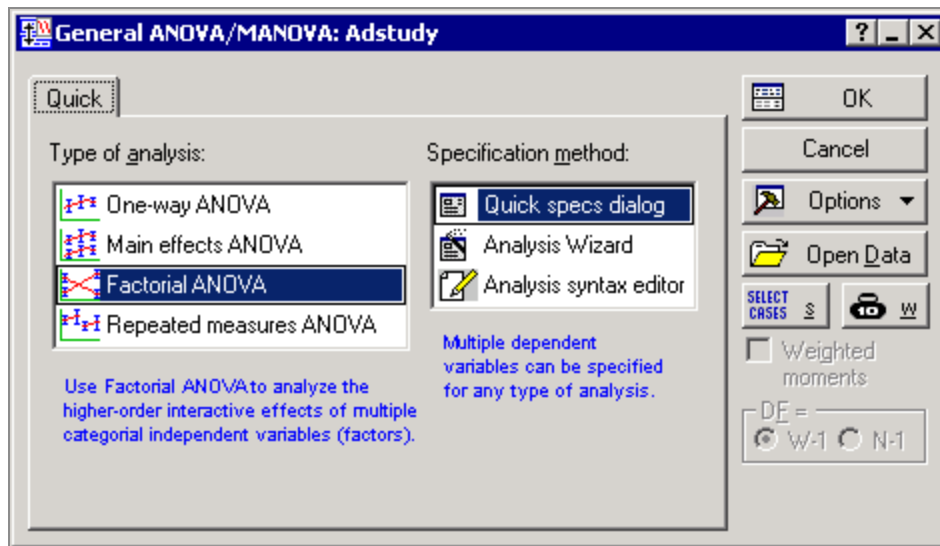 General ANOVA/MANOVA: Adstudy
Quick
Type of analysis:
One-way ANOVA
Main effects ANOVA
Factorial ANOVA
Repeated measures ANOVA
Use Factorial ANOVA to analyze the
higher-order interactive effects of multiple
categorial independent variables (factors).
Specification method:
Quick specs dialog
Analysis Wizard
Analysis syntax editor
Multiple dependent
variables can be specified
for any type of analysis.
OK
Cancel
Options
Open Data
SELECT
CASES S
W
Weighted
moments
DF =
W-1 N-1